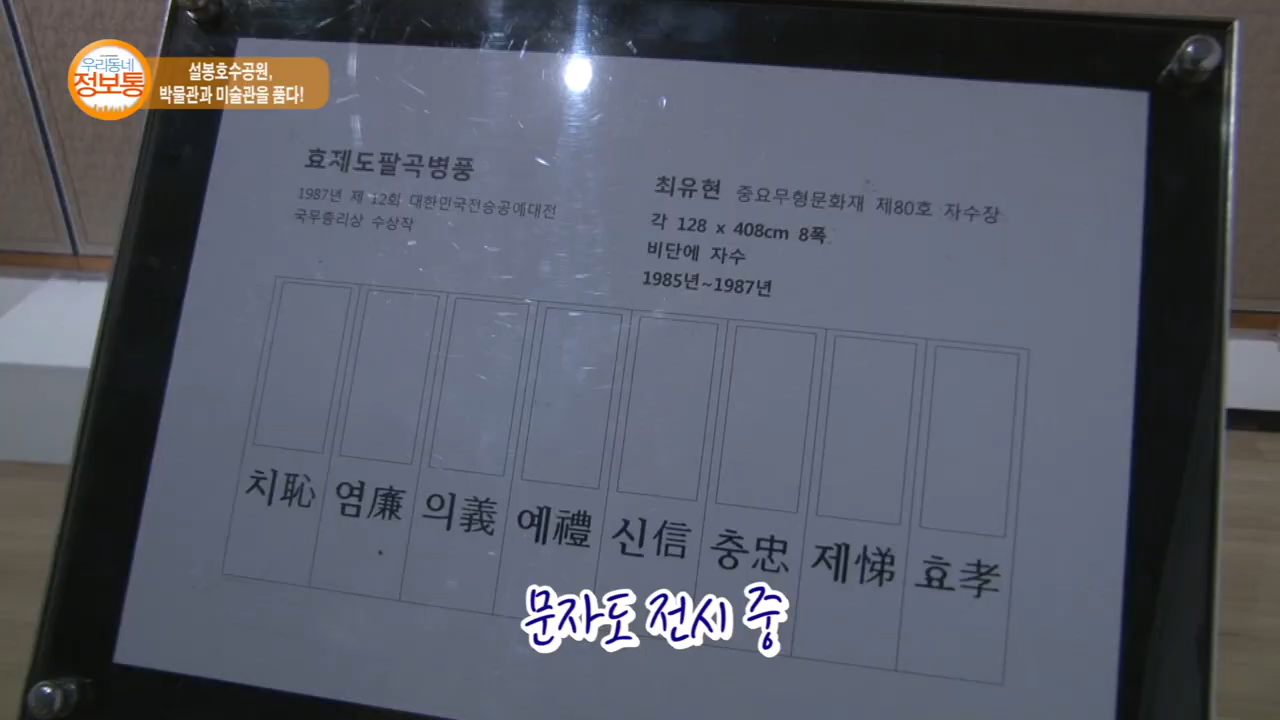 우리동네
정보통
설봉호수공원,
박물관과 미술관을 품다!
효제도팔곡병풍
1987년 제 12회 대한민국전승공예대전
국무총리상 수상작
최유현 중요무형문화재 제80호 자수장
각 128 x 408cm 8폭
비단에 자수
1985년~1987년
치恥 염廉 의義 예禮 신信 충忠 제悌 효孝
문자도 전시 중